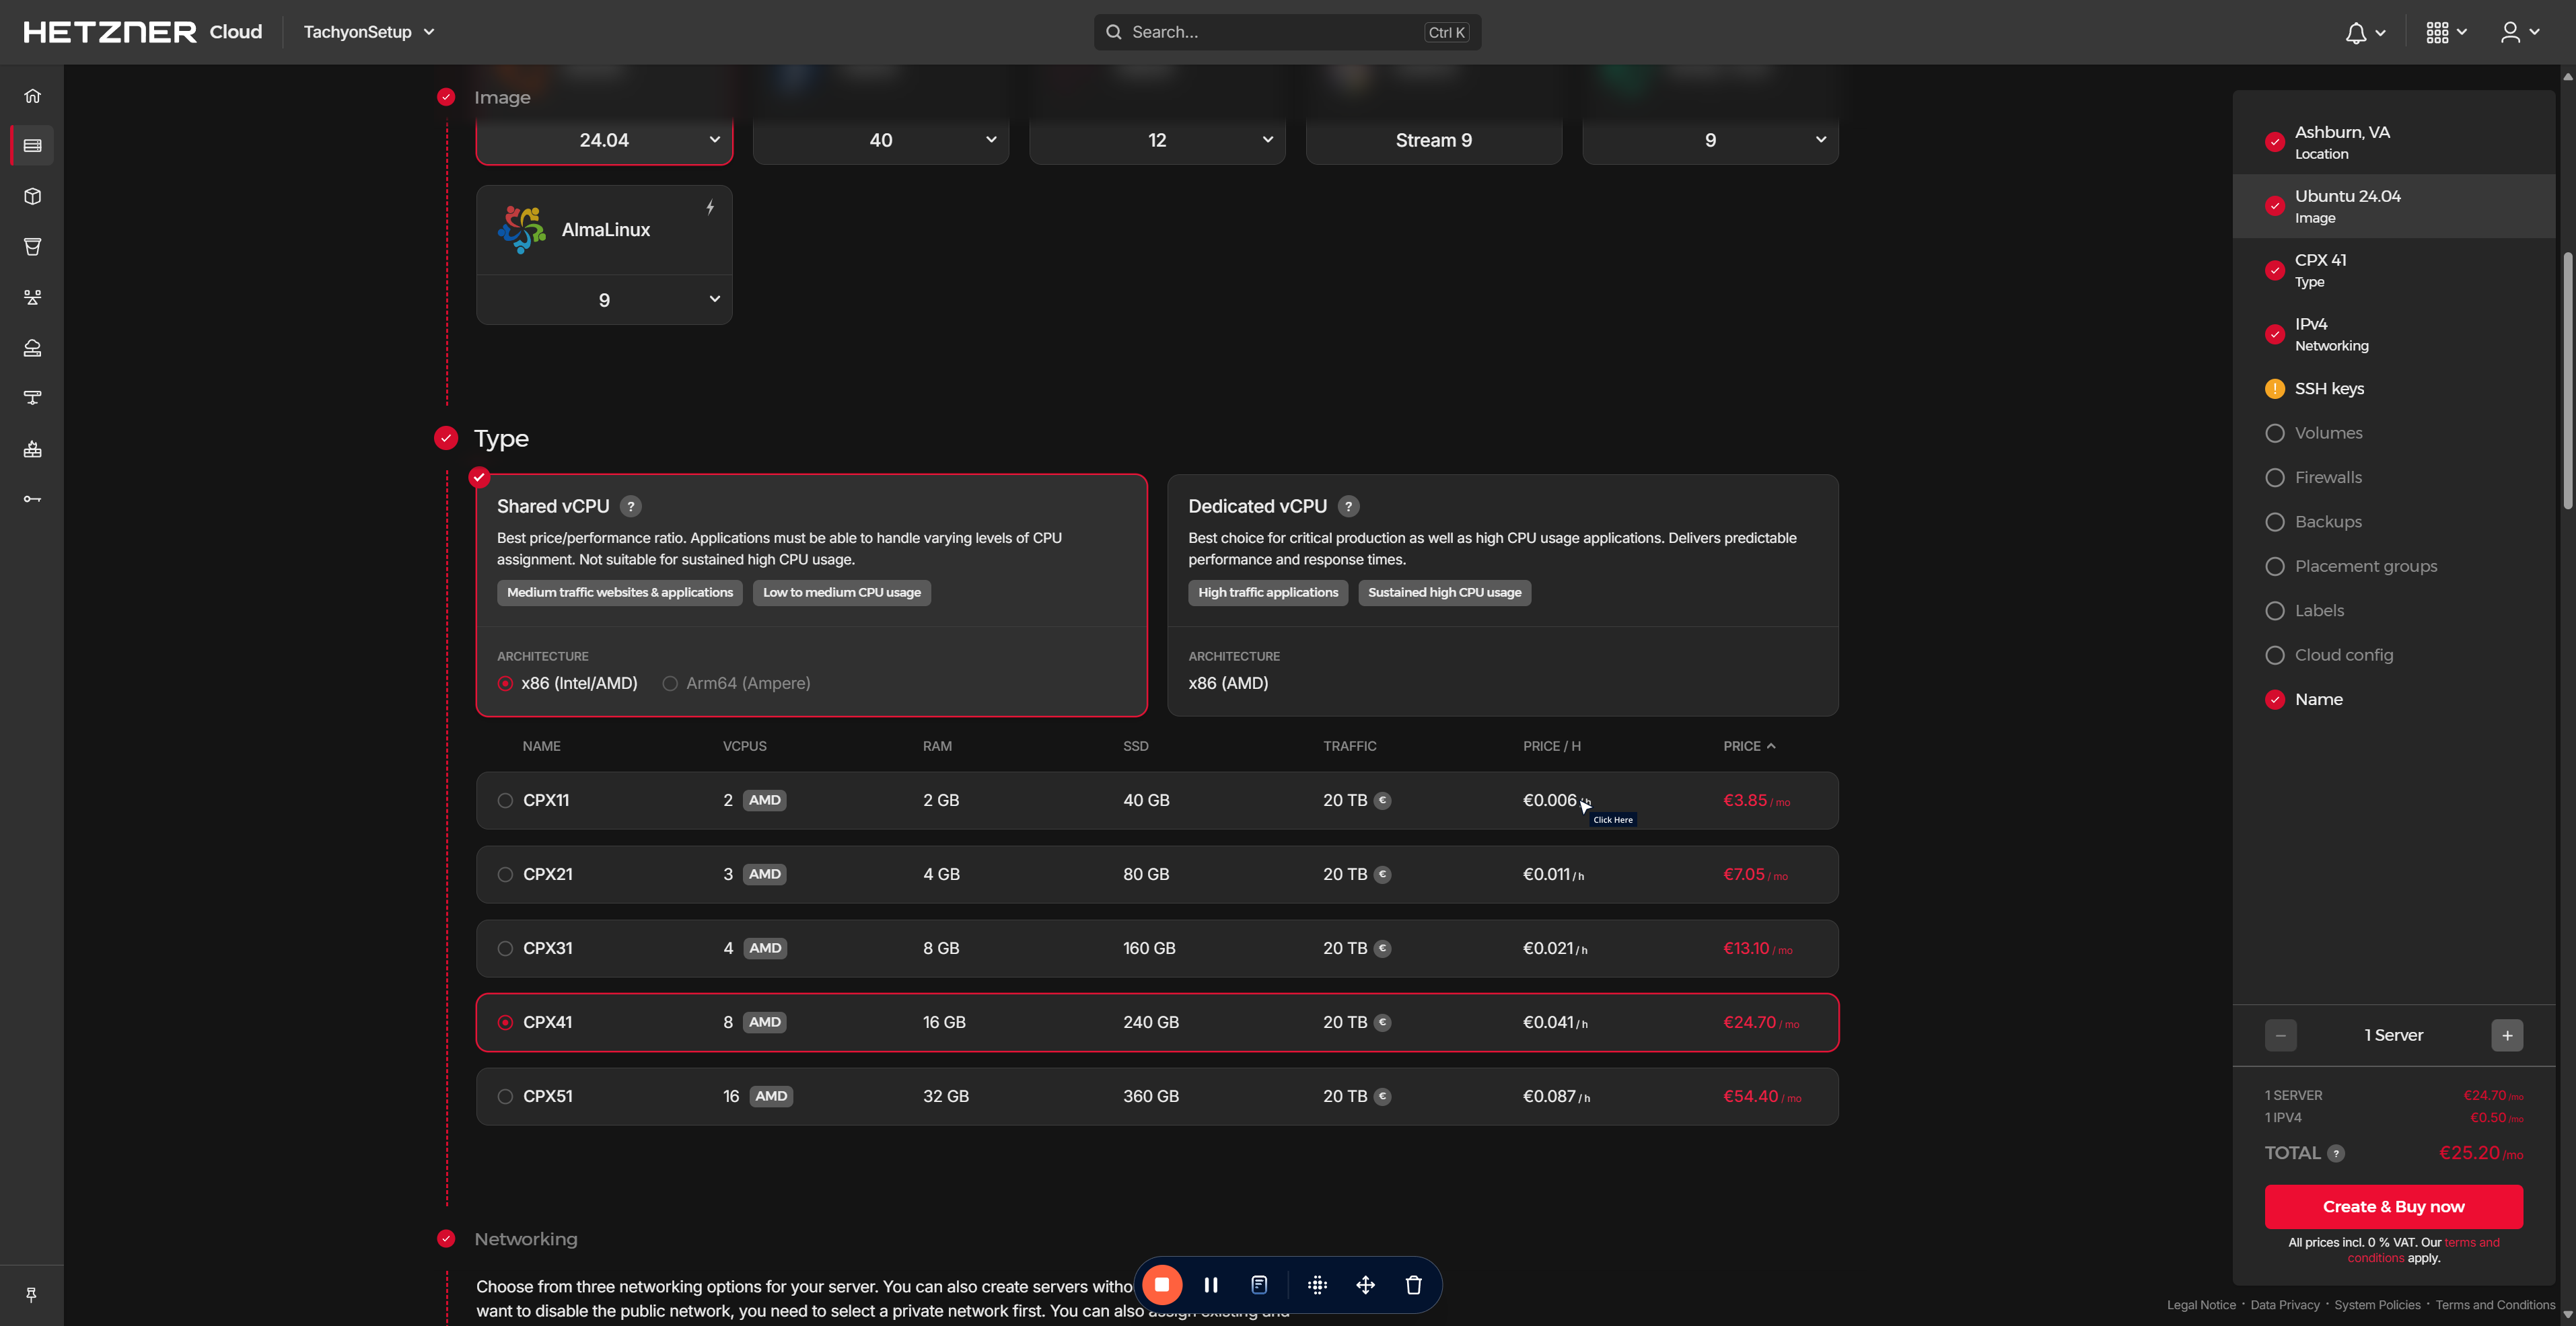 HETZNER Cloud
TachyonSetup
Search...
Ctrl K
Image
24.04
40
12
Stream 9
9
AlmaLinux
9
Type
Shared vCPU ?
Best price/performance ratio. Applications must be able to handle varying levels of CPU
assignment. Not suitable for sustained high CPU usage.
Medium traffic websites & applications
Low to medium CPU usage
ARCHITECTURE
x86 (Intel/AMD)
Arm64 (Ampere)
Dedicated vCPU ?
Best choice for critical production as well as high CPU usage applications. Delivers predictable
performance and response times.
High traffic applications
Sustained high CPU usage
ARCHITECTURE
x86 (AMD)
NAME VCPUS RAM SSD TRAFFIC PRICE / H PRICE
CPX11 2 AMD 2 GB 40 GB 20 TB € €0.006 /h €3.85 / mo
Click Here
CPX21 3 AMD 4 GB 80 GB 20 TB € €0.011 / h €7.05 / mo
CPX31 4 AMD 8 GB 160 GB 20 TB € €0.021 / h €13.10 / mo
CPX41 8 AMD 16 GB 240 GB 20 TB € €0.041 / h €24.70 / mo
CPX51 16 AMD 32 GB 360 GB 20 TB € €0.087 / h €54.40 / mo
Networking
Choose from three networking options for your server. You can also create servers witho
want to disable the public network, you need to select a private network first. You can also assign existing and
Ashburn, VA
Location
Ubuntu 24.04
Image
CPX 41
Type
IPv4
Networking
SSH keys
Volumes
Firewalls
Backups
Placement groups
Labels
Cloud config
Name
1 Server
1 SERVER €24.70 /mo
1 IPV4 €0.50 /mo
TOTAL ? €25.20 /mo
Create & Buy now
All prices incl. 0 % VAT. Our terms and
conditions apply.
Legal Notice · Data Privacy · System Policies · Terms and Conditions